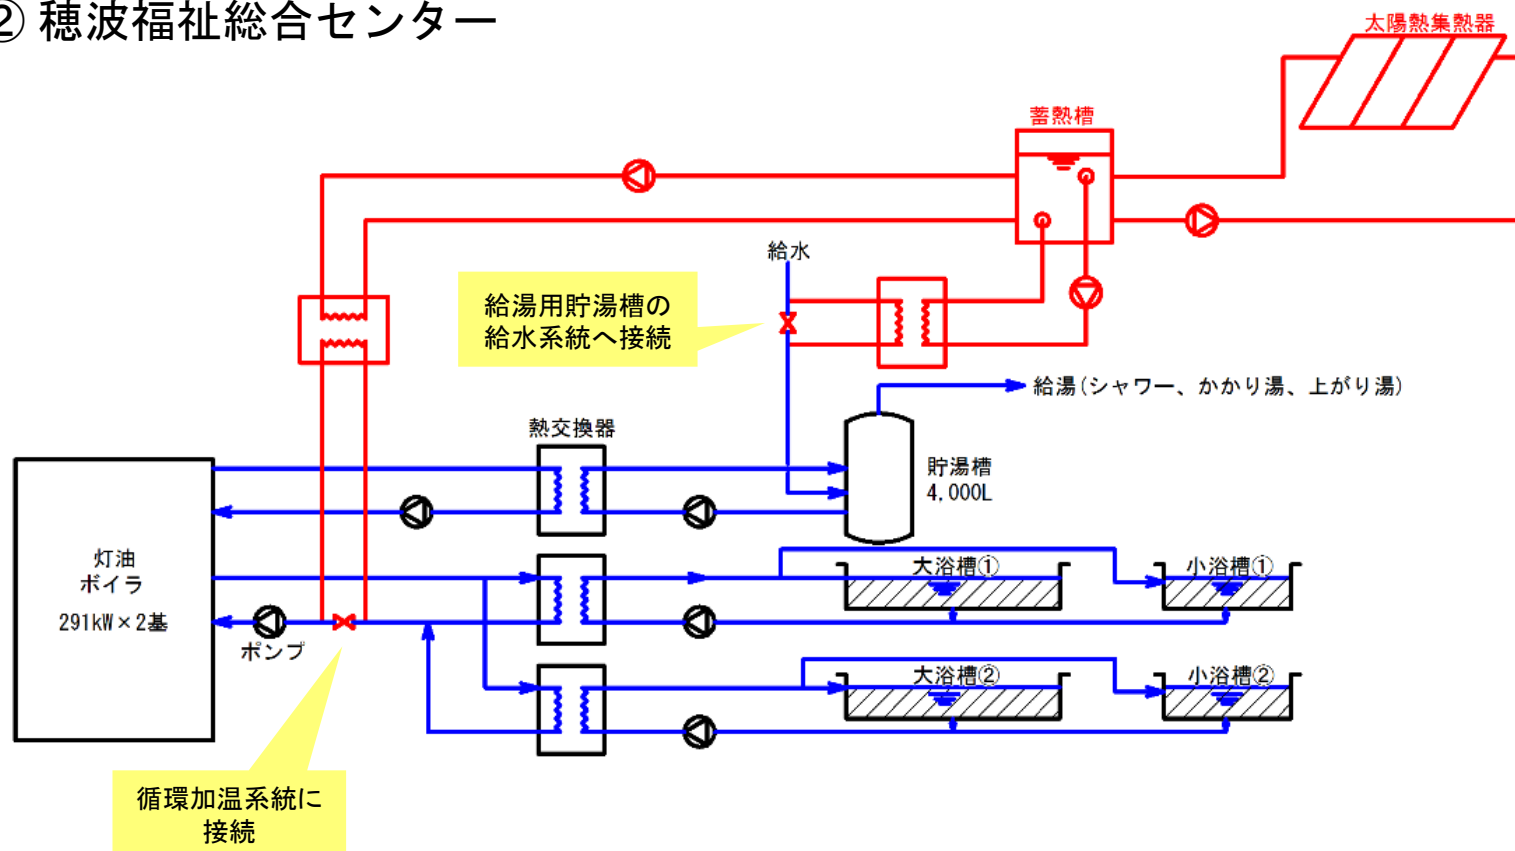 ② 穂波福祉総合センター
太陽熱集熱器
蓄熱槽
給水
給湯用貯湯槽の
給水系統へ接続
給湯(シャワー、かかり湯、上がり湯)
熱交換器
貯湯槽
4,000L
灯油
ボイラ
291kW×2基
ポンプ
大浴槽①
小浴槽①
大浴槽②
小浴槽②
循環加温系統に
接続